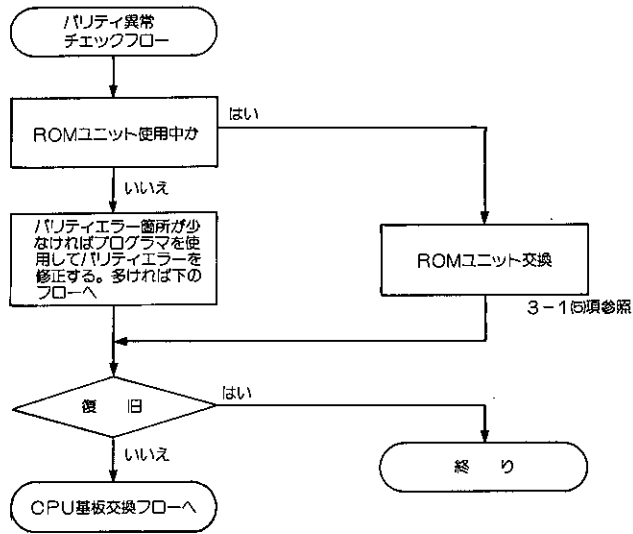 パリティ異常
チェックフロー
ROMユニット使用中か
はい
いいえ
パリティエラー箇所が少
なければプログラマを使
用してパリティエラーを
修正する。多ければ下の
フローへ
ROMユニット交換
3-1(5)項参照
復旧
はい
いいえ
終り
CPU基板交換フローへ